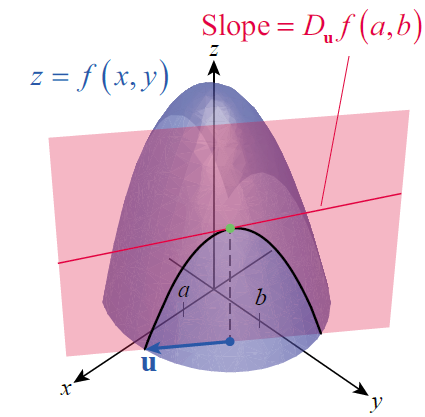 Slope = D_u f(a,b)
z
z = f(x,y)
a
b
u
x
y